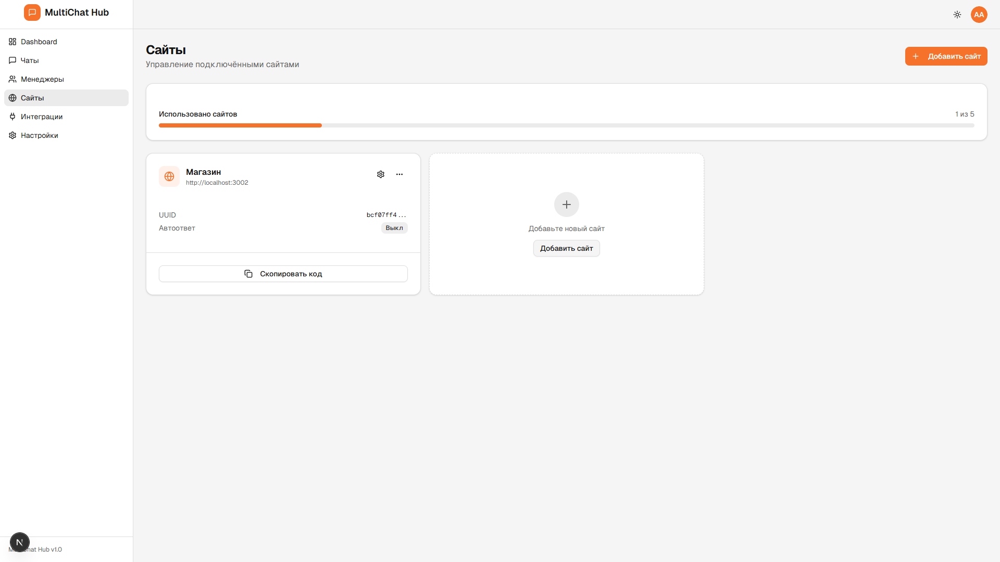 MultiChat Hub
AA
Dashboard
Чаты
Менеджеры
Сайты
Интеграции
Настройки
Сайты
Управление подключёнными сайтами
Добавить сайт
Использовано сайтов
1 из 5
Магазин
http://localhost:3002
UUID
bcf07ff4...
Автоответ
Выкл
Скопировать код
Добавьте новый сайт
Добавить сайт
N
Hub v1.0